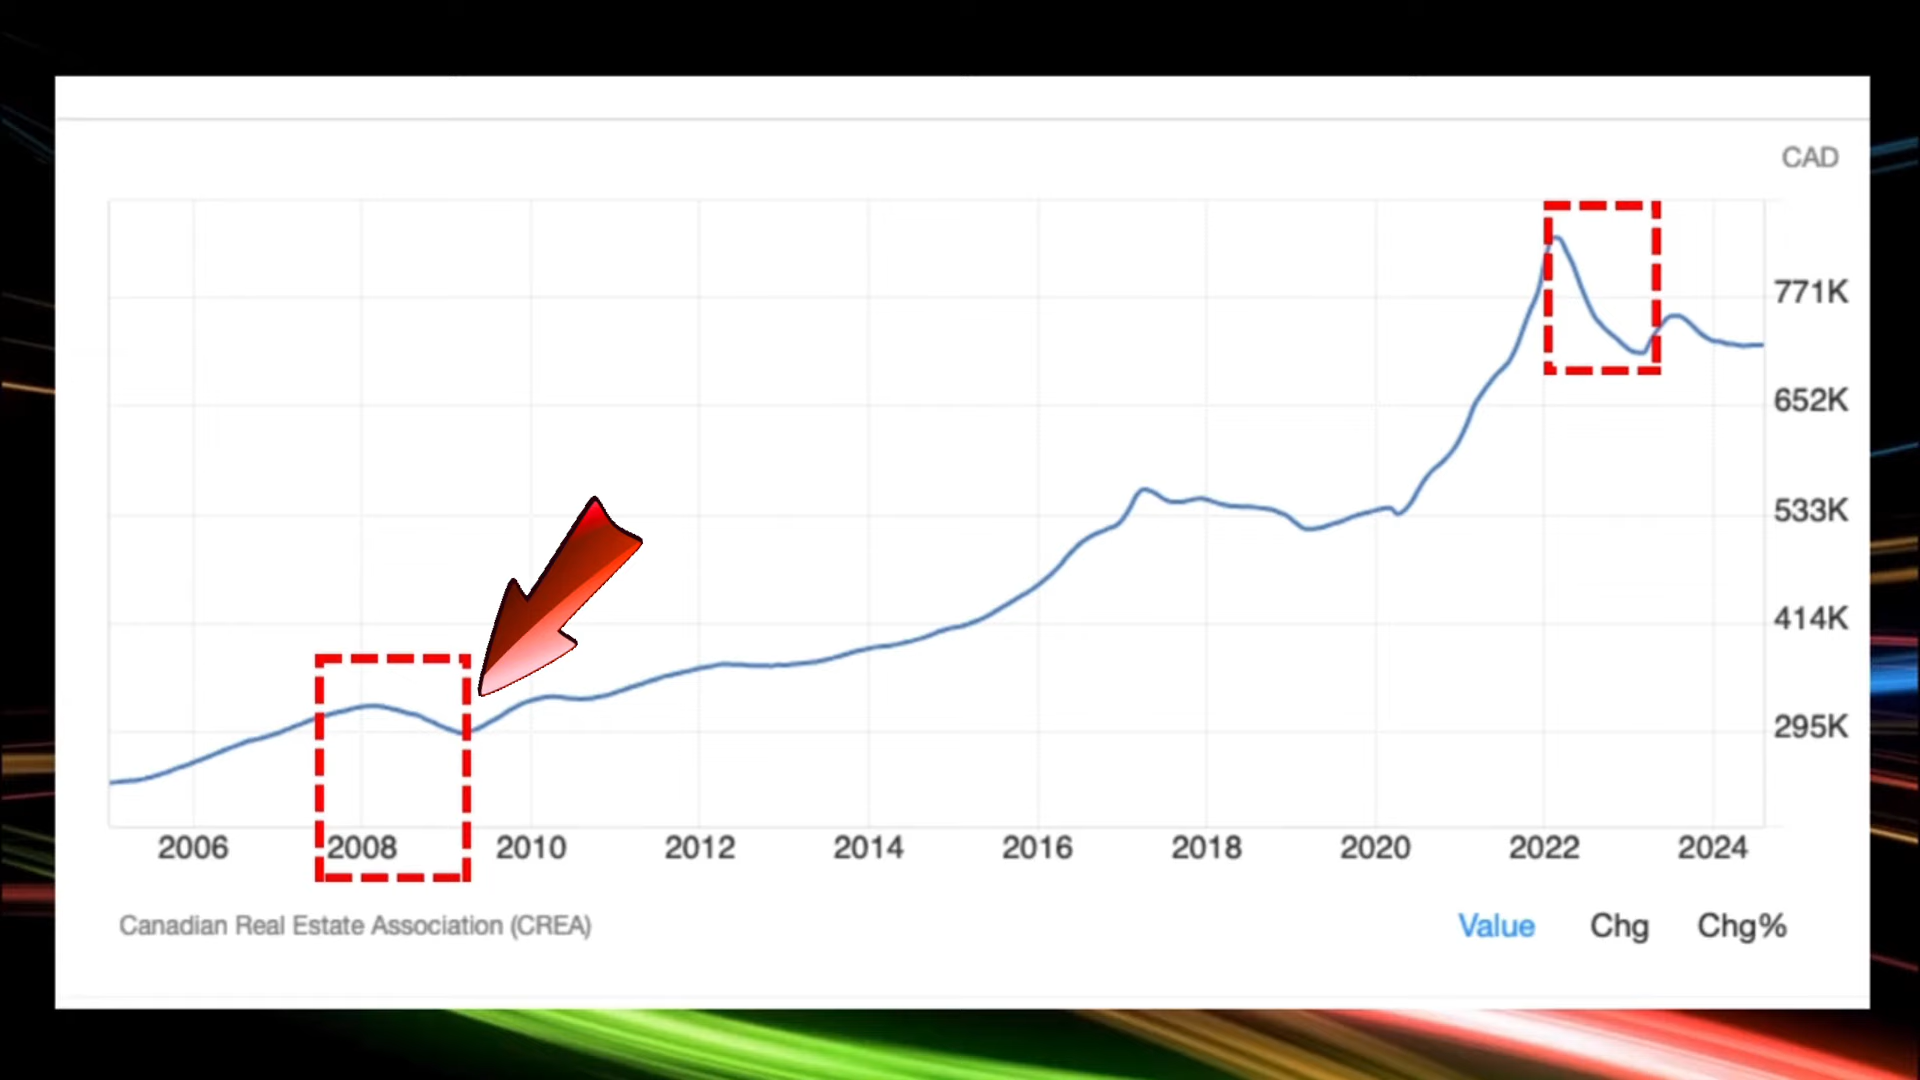 CAD
771K
652K
533K
414K
295K
2006 2008 2010 2012 2014 2016 2018 2020 2022 2024
Canadian Real Estate Association (CREA)
Value Chg Chg%